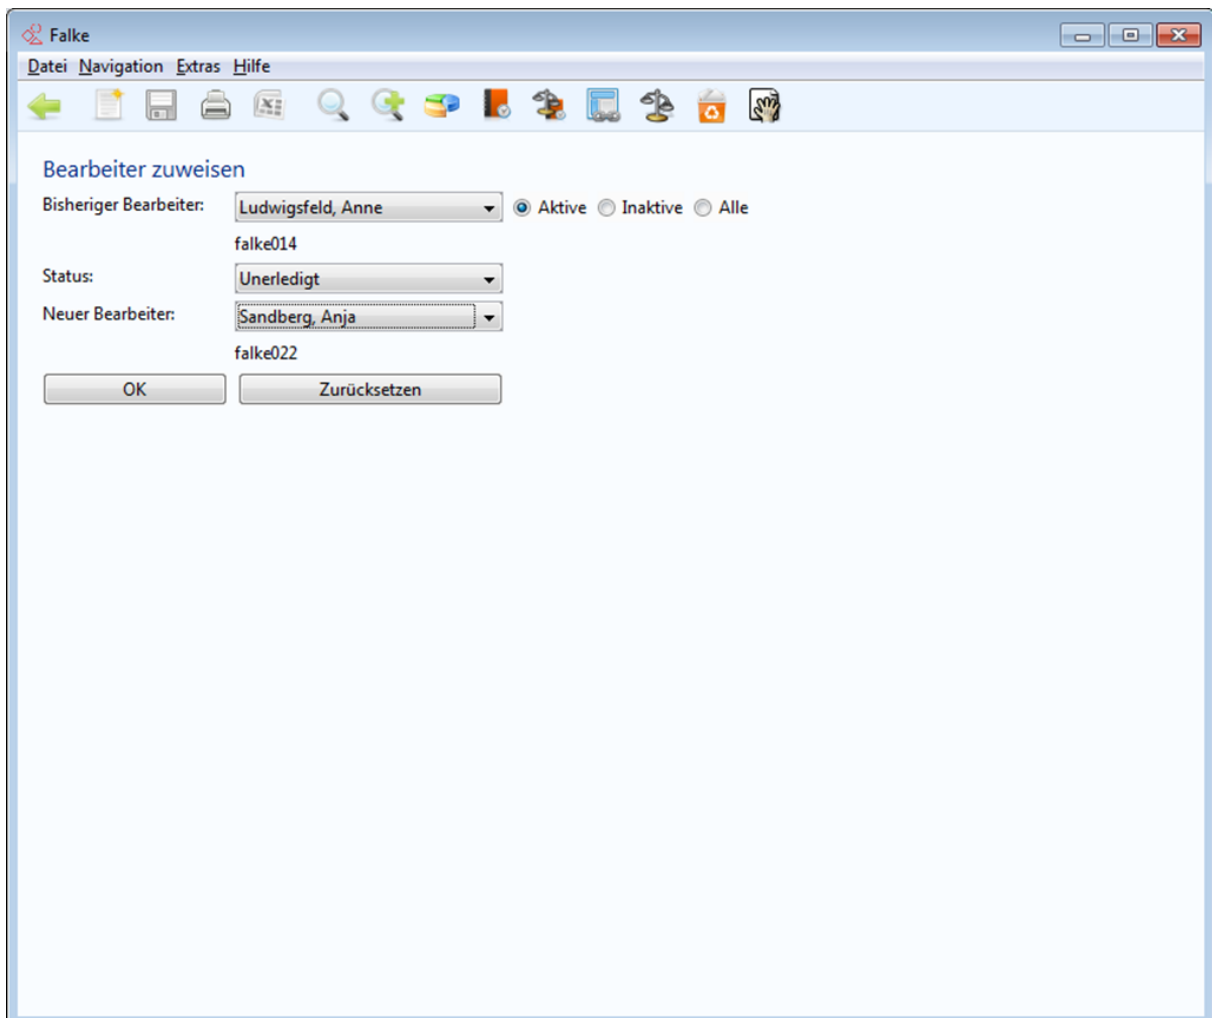 Falke
Datei Navigation Extras Hilfe
Bearbeiter zuweisen
Bisheriger Bearbeiter: Ludwigsfeld, Anne Aktive Inaktive Alle
falke014
Status: Unerledigt
Neuer Bearbeiter: Sandberg, Anja
falke022
OK Zurücksetzen